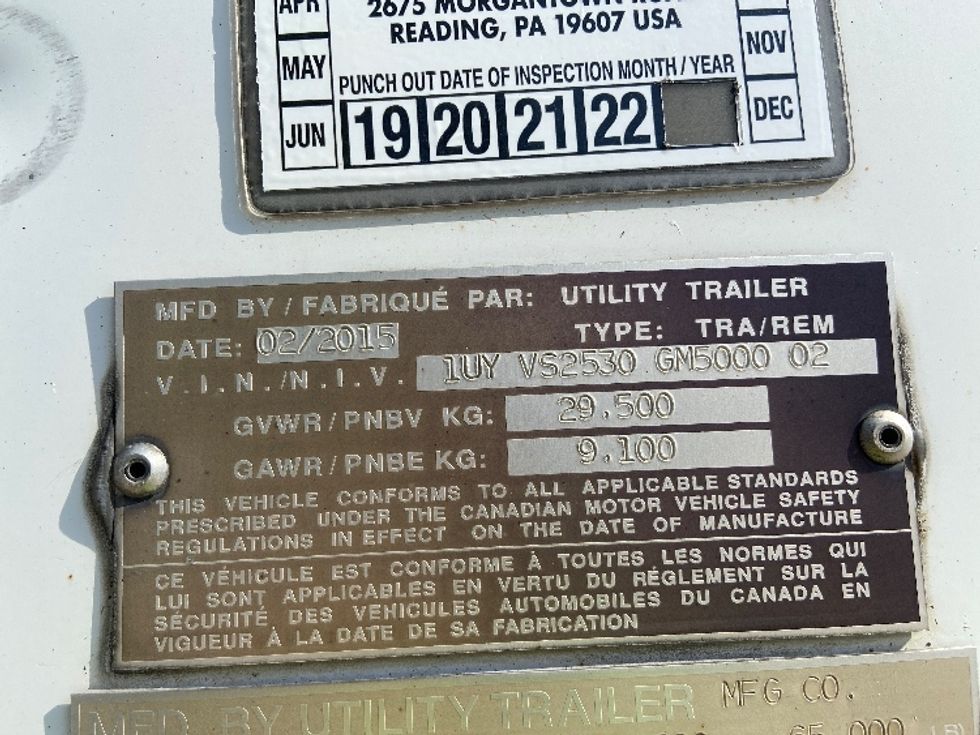 APR
2675 MORGANTOWN
READING, PA 19607 USA
NOV
MAY
PUNCH OUT DATE OF INSPECTION MONTH / YEAR
JUN
19 20 21 22
DEC
MFD BY / FABRIQUÉ PAR: UTILITY TRAILER
DATE: 02/2015 TYPE: TRA/REM
V.I.N./N.I.V. 1UY VS2530 GM5000 02
GVWR/PNBV KG: 29.500
GAWR/PNBE KG: 9.100
THIS VEHICLE CONFORMS TO ALL APPLICABLE STANDARDS
PRESCRIBED UNDER THE CANADIAN MOTOR VEHICLE SAFETY
REGULATIONS IN EFFECT ON THE DATE OF MANUFACTURE
CE VÉHICULE EST CONFORME À TOUTES LES NORMES QUI
LUI SONT APPLICABLES EN VERTU DU RÉGLEMENT SUR LA
SÉCURITÉ DES VEHICULES AUTOMOBILES DU CANADA EN
VIGUEUR À LA DATE DE SA FABRICATION
MFD BY UTILITY TRAILER MFG CO.
65,000